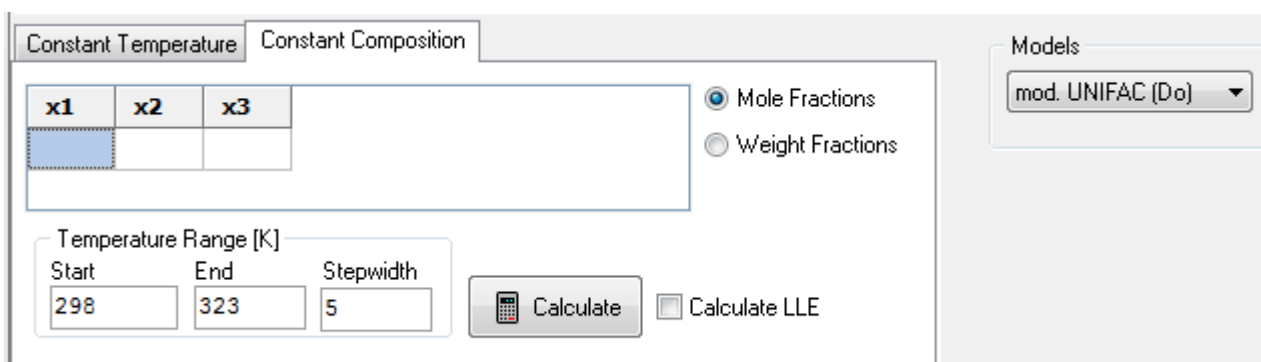 Constant Temperature Constant Composition
Models
mod. UNIFAC (Do)
x1 x2 x3
Mole Fractions
Weight Fractions
Temperature Range [K]
Start End Stepwidth
298 323 5
Calculate
Calculate LLE